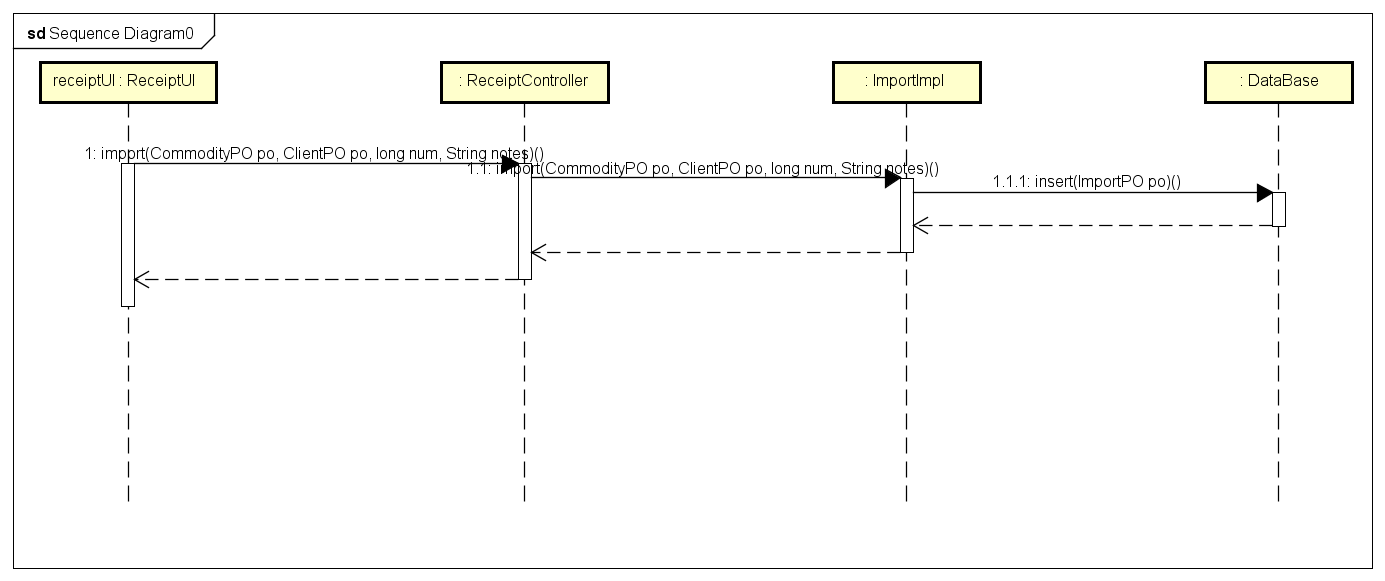 sd Sequence Diagram0
receiptUI : ReceiptUI
: ReceiptController
: ImportImpl
: DataBase
1: import(CommodityPO po, ClientPO po, long num, String notes)()
1.1: import(CommodityPO po, ClientPO po, long num, String notes)()
1.1.1: insert(ImportPO po)()